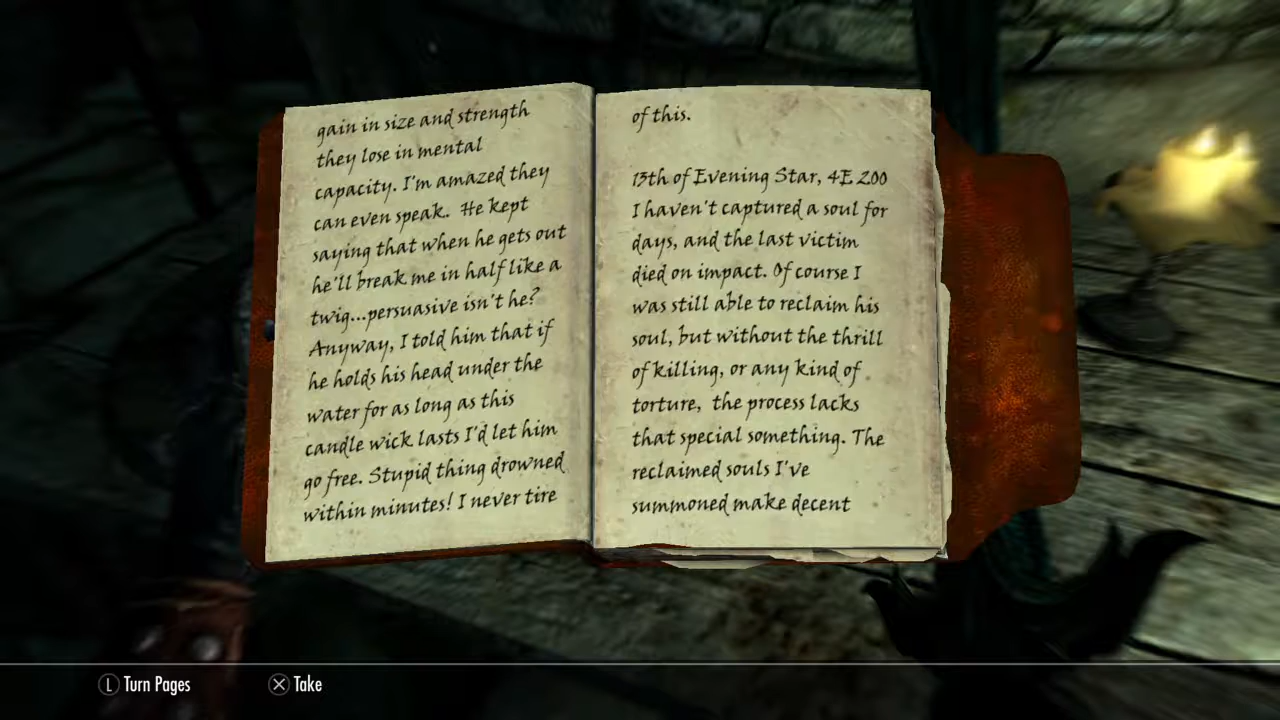 gain in size and strength
they lose in mental
capacity. I'm amazed they
can even speak. He kept
saying that when he gets out
he'll break me in half like a
twig...persuasive isn't he?
Anyway, I told him that if
he holds his head under the
water for as long as this
candle wick lasts I'd let him
go free. Stupid thing drowned
within minutes! I never tire
of this.
13th of Evening Star, 4E 200
I haven't captured a soul for
days, and the last victim
died on impact. Of course I
was still able to reclaim his
soul, but without the thrill
of killing, or any kind of
torture, the process lacks
that special something. The
reclaimed souls I've
summoned make decent
L Turn Pages
X Take